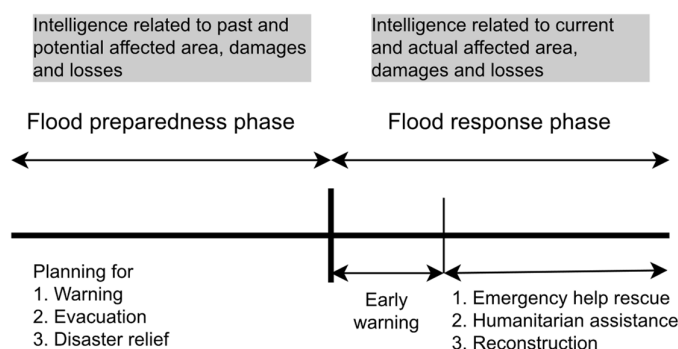 Intelligence related to past and
potential affected area, damages
and losses
Intelligence related to current
and actual affected area,
damages and losses
Flood preparedness phase
Flood response phase
Planning for
1. Warning
2. Evacuation
3. Disaster relief
Early
warning
1. Emergency help rescue
2. Humanitarian assistance
3. Reconstruction